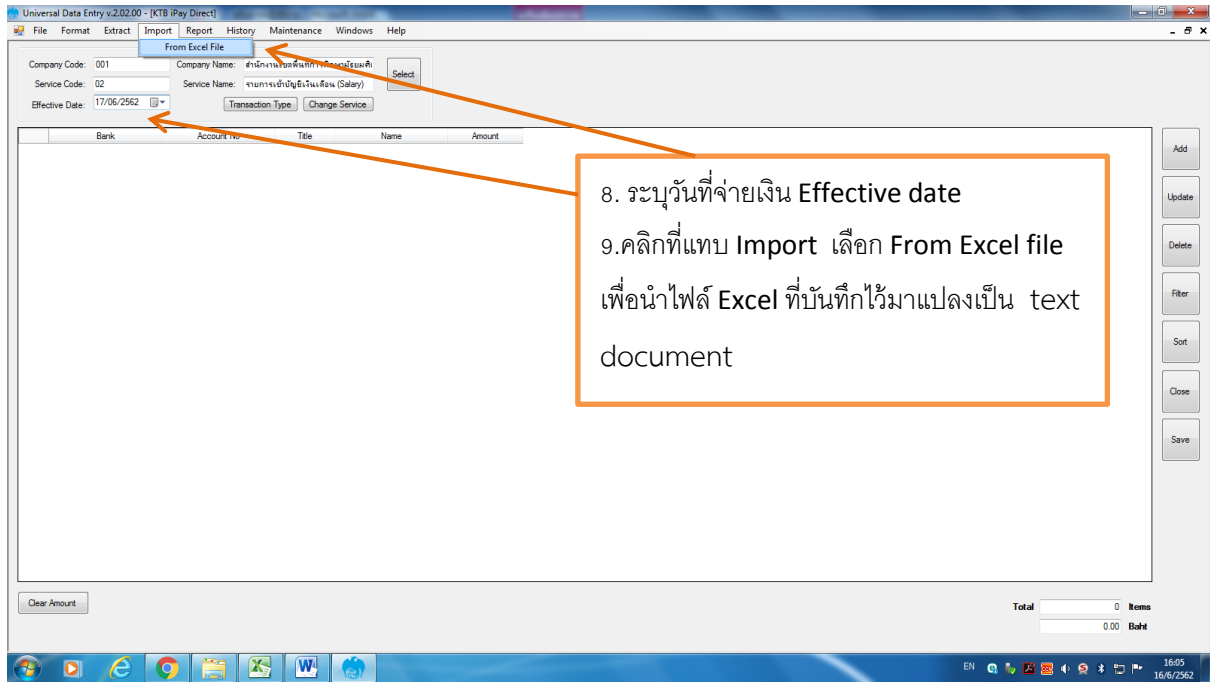 Universal Data Entry v.2.02.00 - [KTB iPay Direct]
File Format Extract Import Report History Maintenance Windows Help
From Excel File
Company Code: 001 Company Name: Select
Service Code: 02 Service Name: รายการเข้าบัญชีเงินเดือน (Salary)
Effective Date: 17/06/2562 Transaction Type Change Service
Bank Account No Title Name Amount
Add
Update
Delete
Filter
Sort
Close
Save
8. ระบุวันที่จ่ายเงิน Effective date
9.คลิกที่แทบ Import เลือก From Excel file
เพื่อนำไฟล์ Excel ที่บันทึกไว้มาแปลงเป็น text
document
Clear Amount
Total 0 Items
0.00 Baht
EN 16:05
16/6/2562